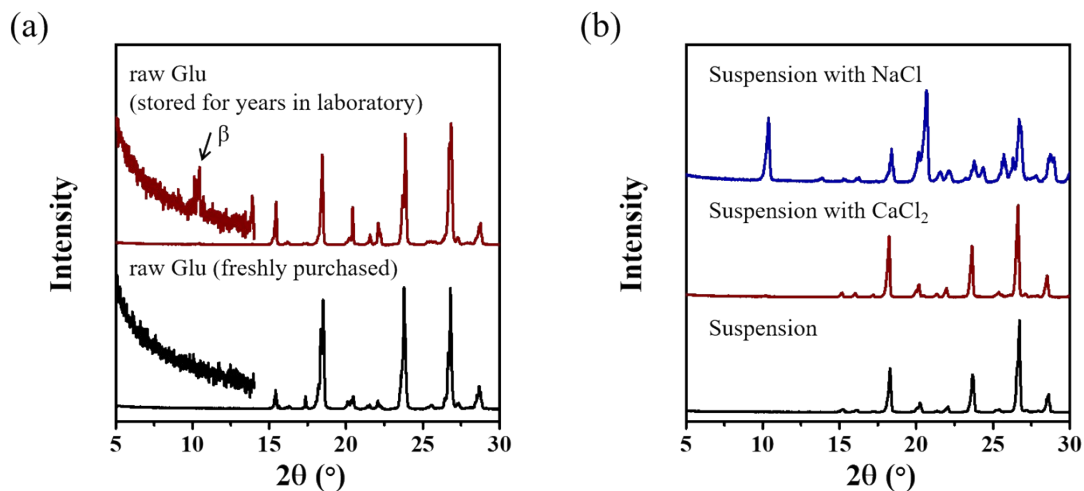 (a)
raw Glu
(stored for years in laboratory)
β
raw Glu (freshly purchased)
Intensity
5 10 15 20 25 30
2θ (°)
(b)
Suspension with NaCl
Suspension with CaCl₂
Suspension
Intensity
5 10 15 20 25 30
2θ (°)